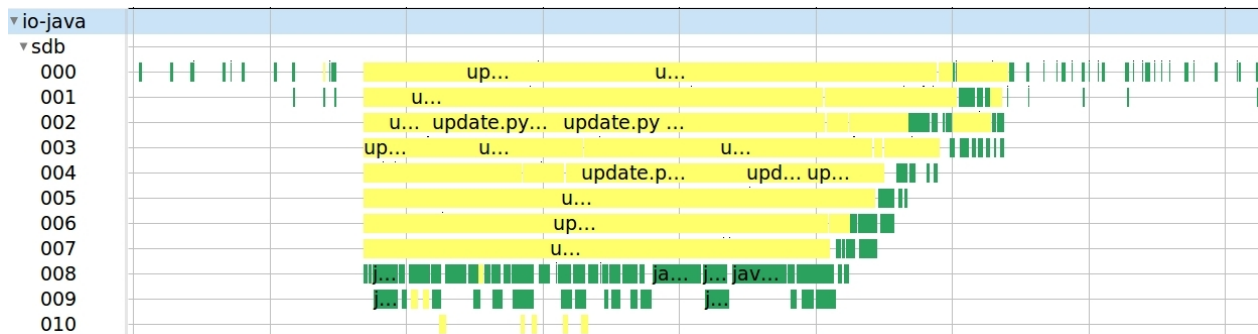 io-java
sdb
000 up... u...
001 u...
002 u... update.py... update.py ...
003 up... u... u...
004 update.p... upd... up...
005 u...
006 up...
007 u...
008 j... ja... j... jav...
009 j... j...
010